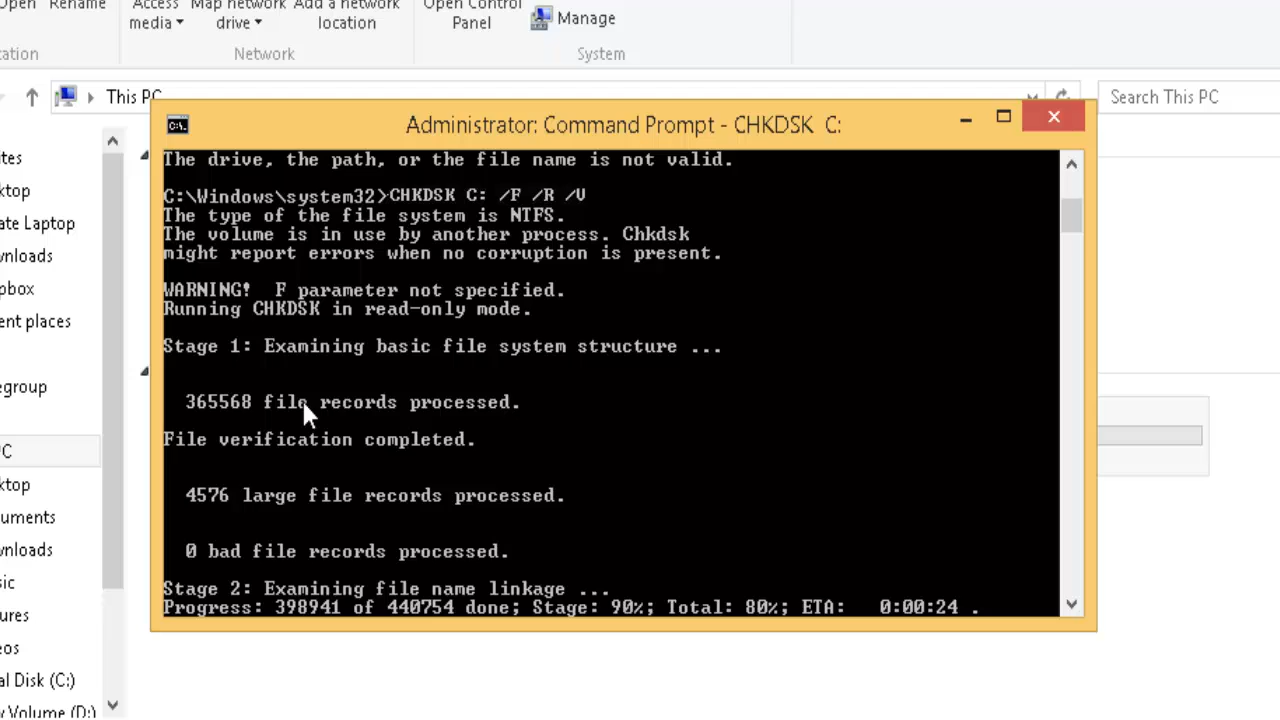 Open Rename Access Map network Add a network Open Control Manage
media drive location Panel
Network System
This PC Search This PC
Administrator: Command Prompt - CHKDSK C:
The drive, the path, or the file name is not valid.
C:\Windows\system32>CHKDSK C: /F /R /V
The type of the file system is NTFS.
The volume is in use by another process. Chkdsk
might report errors when no corruption is present.
WARNING! F parameter not specified.
Running CHKDSK in read-only mode.
Stage 1: Examining basic file system structure ...
365568 file records processed.
File verification completed.
4576 large file records processed.
0 bad file records processed.
Stage 2: Examining file name linkage ...
Progress: 398941 of 440754 done; Stage: 90%; Total: 80%; ETA: 0:00:24 .
ites
ktop
ate Laptop
wnloads
pbox
ent places
egroup
PC
ktop
uments
wnloads
sic
ures
eos
al Disk (C:)
w Volume (D:)